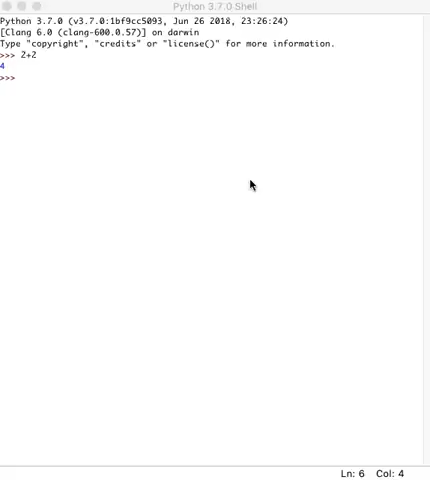 Python 3.7.0 Shell
Python 3.7.0 (v3.7.0:1bf9cc5093, Jun 26 2018, 23:26:24)
[Clang 6.0 (clang-600.0.57)] on darwin
Type "copyright", "credits" or "license()" for more information.
>>> 2+2
4
>>>
Ln: 6 Col: 4